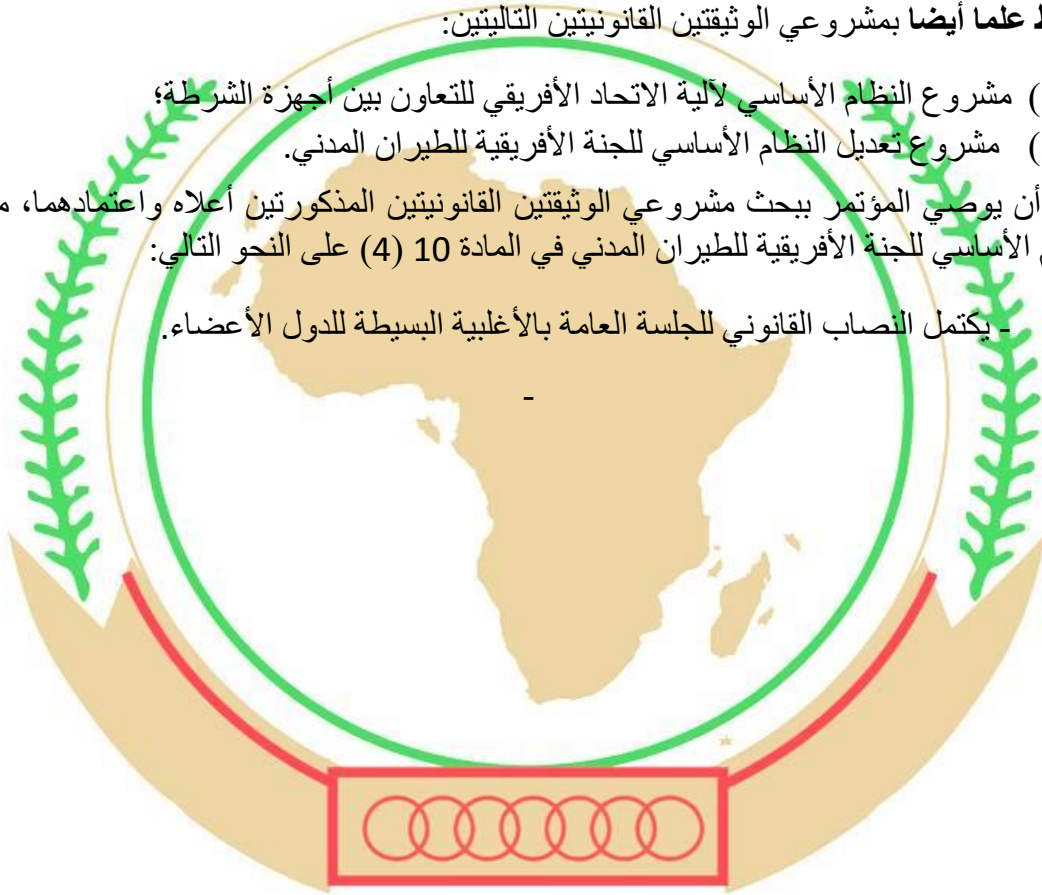 علما أيضا بمشروعي الوثيقتين القانونيتين التاليتين:
) مشروع النظام الأساسي لآلية الاتحاد الأفريقي للتعاون بين أجهزة الشرطة؛
) مشروع تعديل النظام الأساسي للجنة الأفريقية للطيران المدني.
أن يوصي المؤتمر ببحث مشروعي الوثيقتين القانونيتين المذكورتين أعلاه واعتمادهما،
الأساسي للجنة الأفريقية للطيران المدني في المادة 10 (4) على النحو التالي:
- يكتمل النصاب القانوني للجلسة العامة بالأغلبية البسيطة للدول الأعضاء.
-